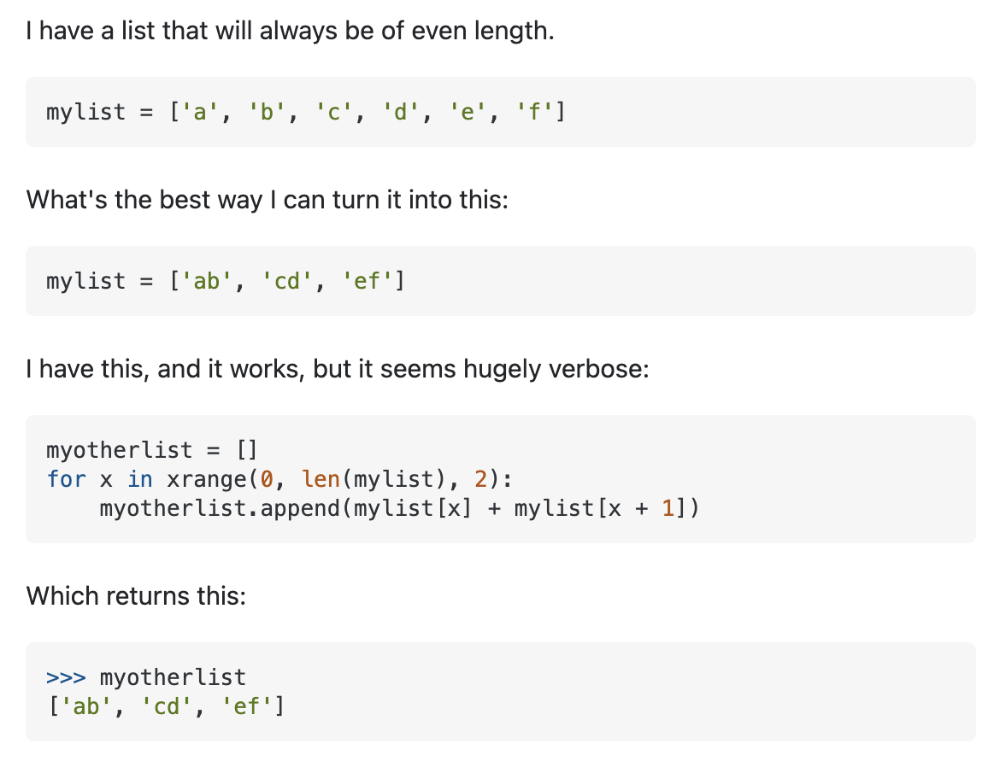 I have a list that will always be of even length.
mylist = ['a', 'b', 'c', 'd', 'e', 'f']
What's the best way I can turn it into this:
mylist = ['ab', 'cd', 'ef']
I have this, and it works, but it seems hugely verbose:
myotherlist = []
for x in xrange(0, len(mylist), 2):
    myotherlist.append(mylist[x] + mylist[x + 1])
Which returns this:
>>> myotherlist
['ab', 'cd', 'ef']